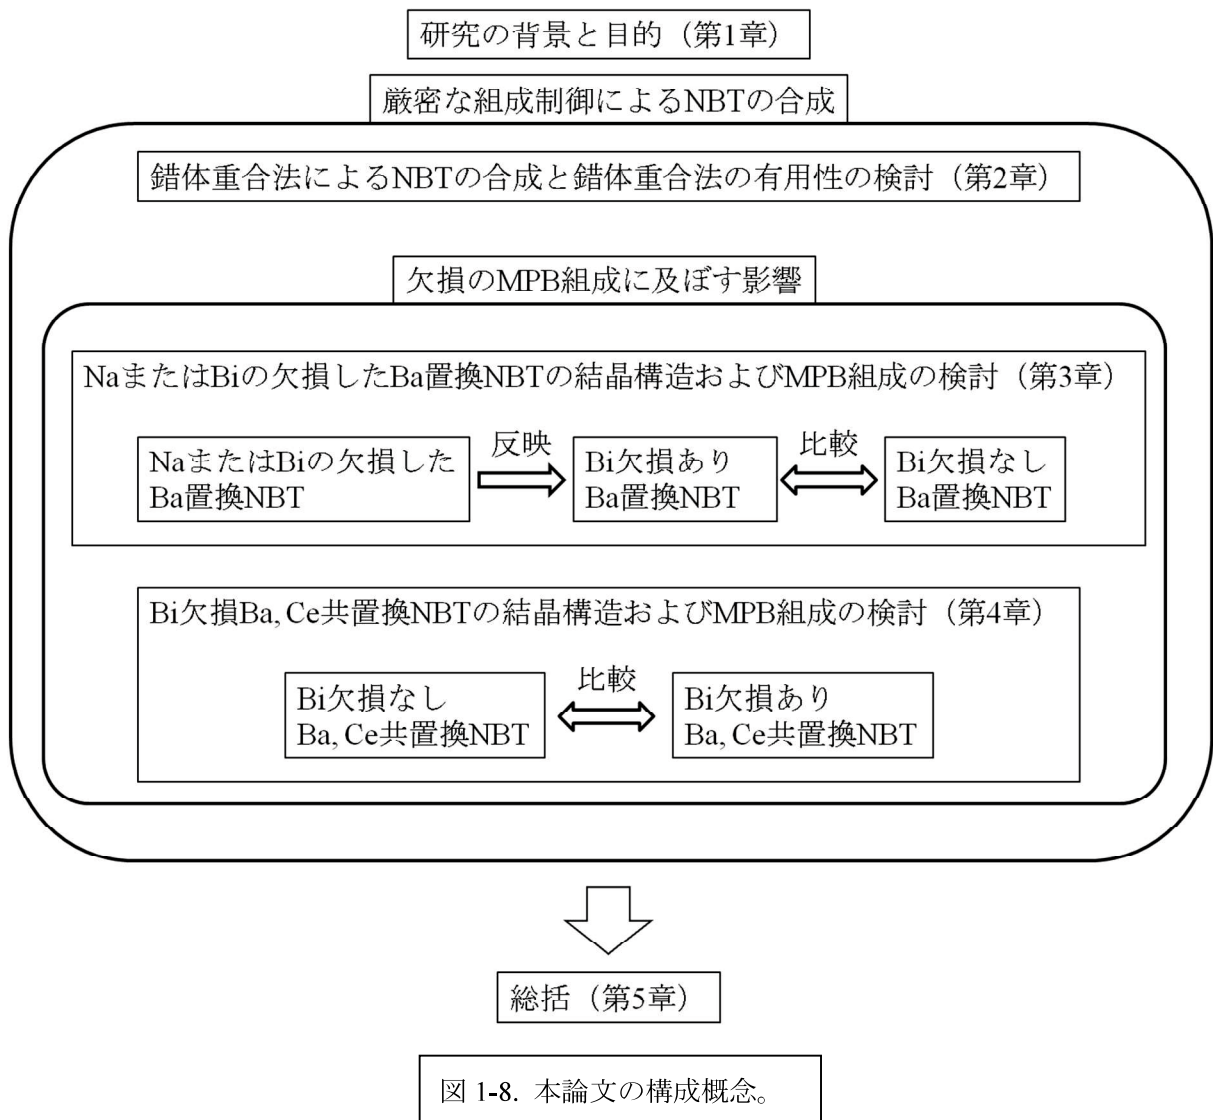 研究の背景と目的（第1章）
厳密な組成制御によるNBTの合成
錯体重合法によるNBTの合成と錯体重合法の有用性の検討（第2章）
欠損のMPB組成に及ぼす影響
NaまたはBiの欠損したBa置換NBTの結晶構造およびMPB組成の検討（第3章）
NaまたはBiの欠損した
Ba置換NBT
反映
Bi欠損あり
Ba置換NBT
比較
Bi欠損なし
Ba置換NBT
Bi欠損Ba, Ce共置換NBTの結晶構造およびMPB組成の検討（第4章）
Bi欠損なし
Ba, Ce共置換NBT
比較
Bi欠損あり
Ba, Ce共置換NBT
総括（第5章）
図 1-8. 本論文の構成概念。